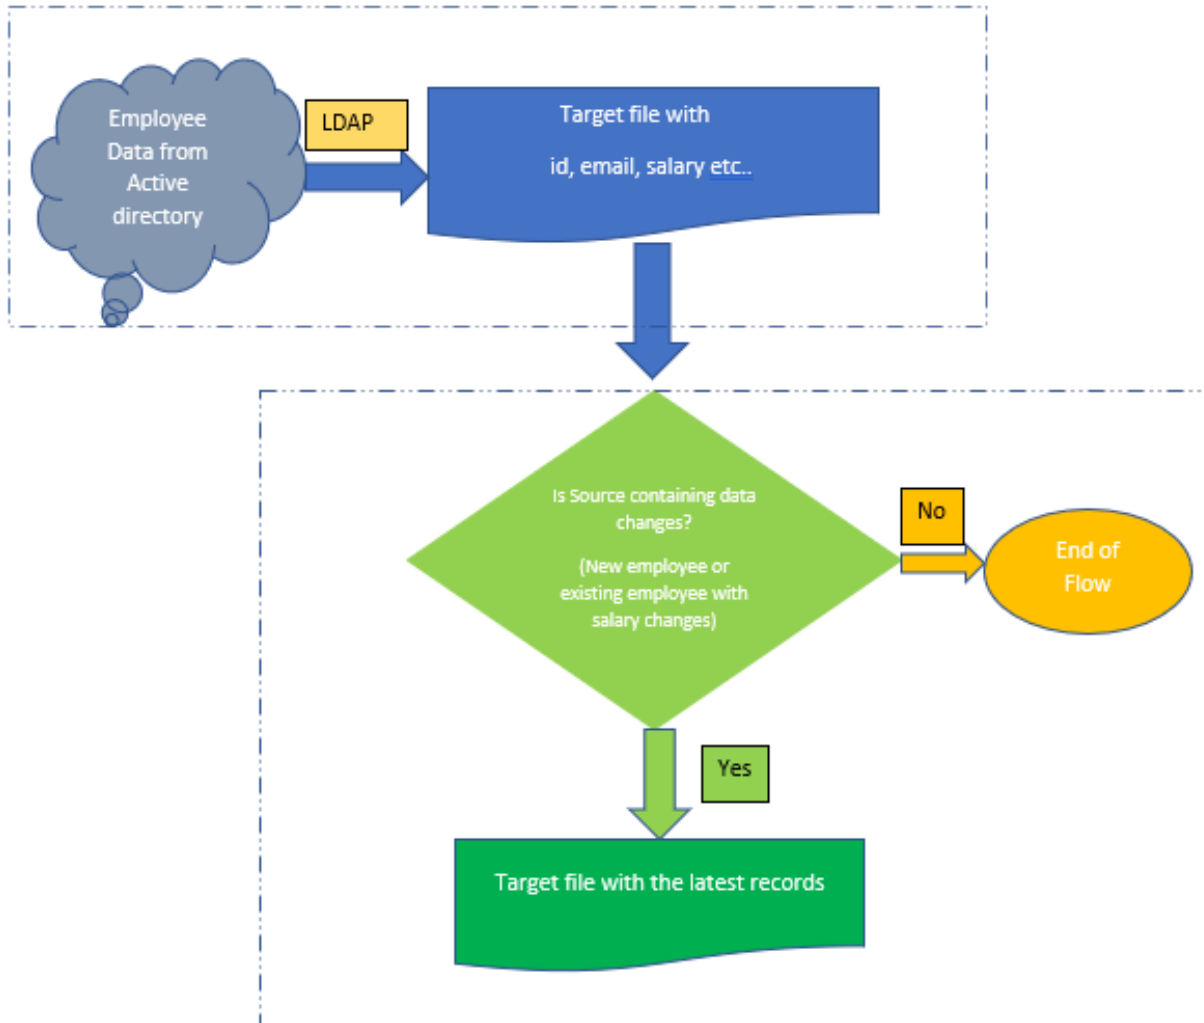 Employee
Data from
Active
directory
LDAP
Target file with
id, email, salary etc..
Is Source containing data
changes?
(New employee or
existing employee with
salary changes)
No
End of
Flow
Yes
Target file with the latest records